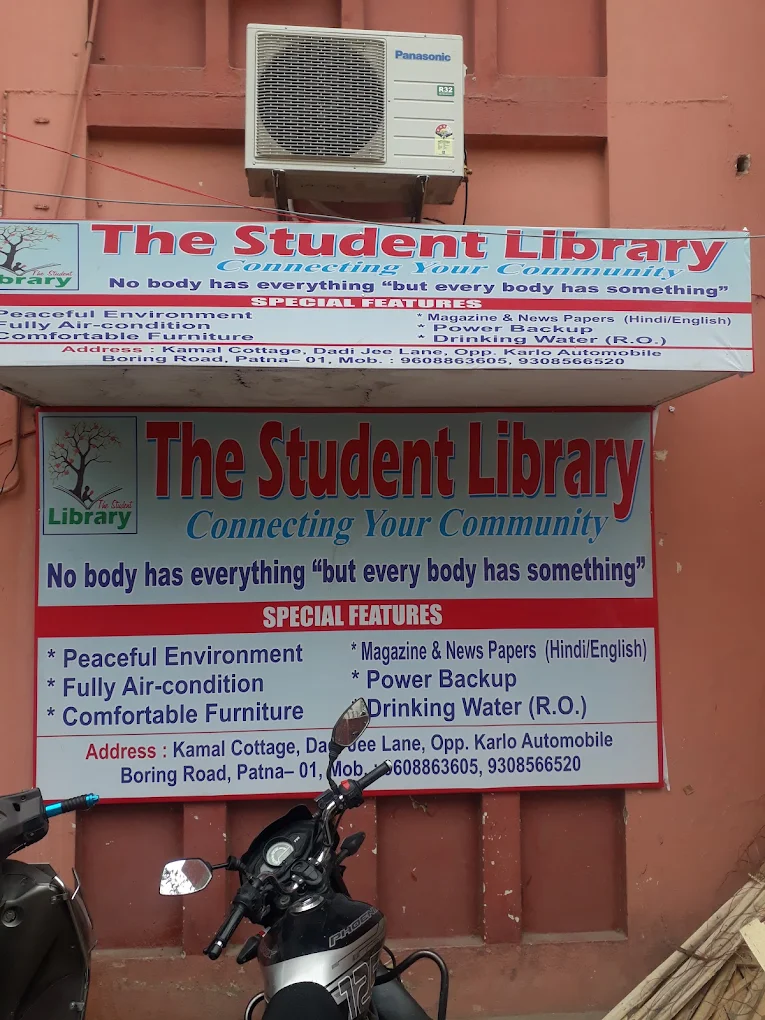 Panasonic
R32
The Student Library
The Student
Library
Connecting Your Community
No body has everything “but every body has something”
SPECIAL FEATURES
Peaceful Environment
* Magazine & News Papers (Hindi/English)
Fully Air-condition
* Power Backup
Comfortable Furniture
* Drinking Water (R.O.)
Address : Kamal Cottage, Dadi Jee Lane, Opp. Karlo Automobile
Boring Road, Patna– 01, Mob. : 9608863605, 9308566520
The Student Library
The Student
Library
Connecting Your Community
No body has everything “but every body has something”
SPECIAL FEATURES
* Peaceful Environment
* Magazine & News Papers (Hindi/English)
* Fully Air-condition
* Power Backup
* Comfortable Furniture
Drinking Water (R.O.)
Address : Kamal Cottage, Dadi Jee Lane, Opp. Karlo Automobile
Boring Road, Patna– 01, Mob. : 9608863605, 9308566520
125